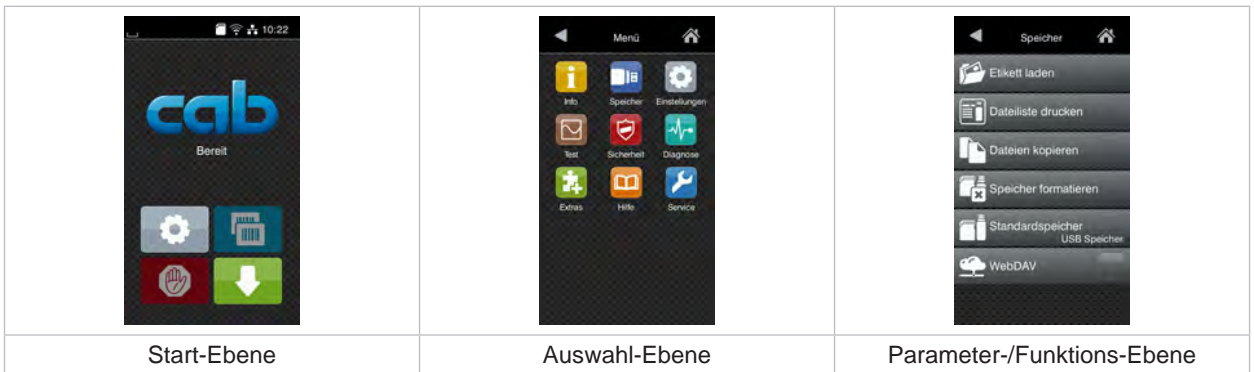 10:22
cab
Bereit
Start-Ebene
Menü
Info Speicher Einstellungen
Test Sicherheit Diagnose
Extras Hilfe Service
Auswahl-Ebene
Speicher
Etikett laden
Dateiliste drucken
Dateien kopieren
Speicher formatieren
Standardspeicher
USB Speicher
WebDAV
Parameter-/Funktions-Ebene